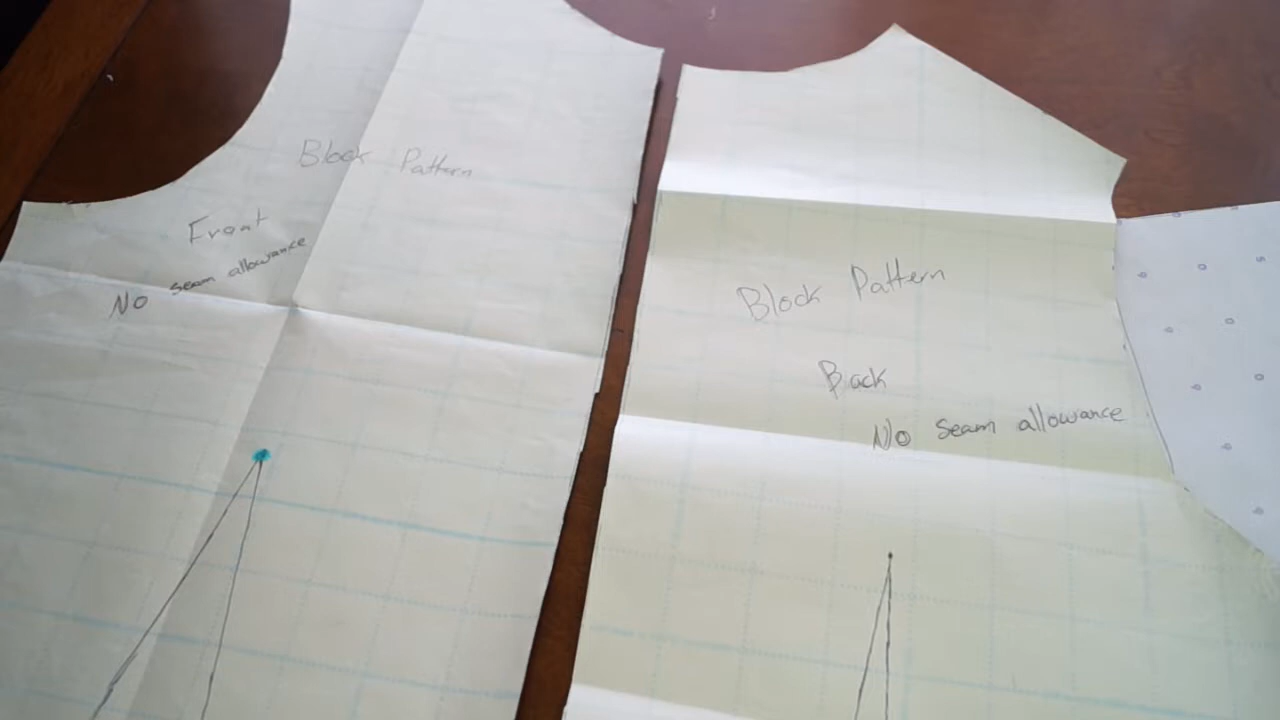 Block Pattern
Front
No seam allowance
Block Pattern
Back
No seam allowance